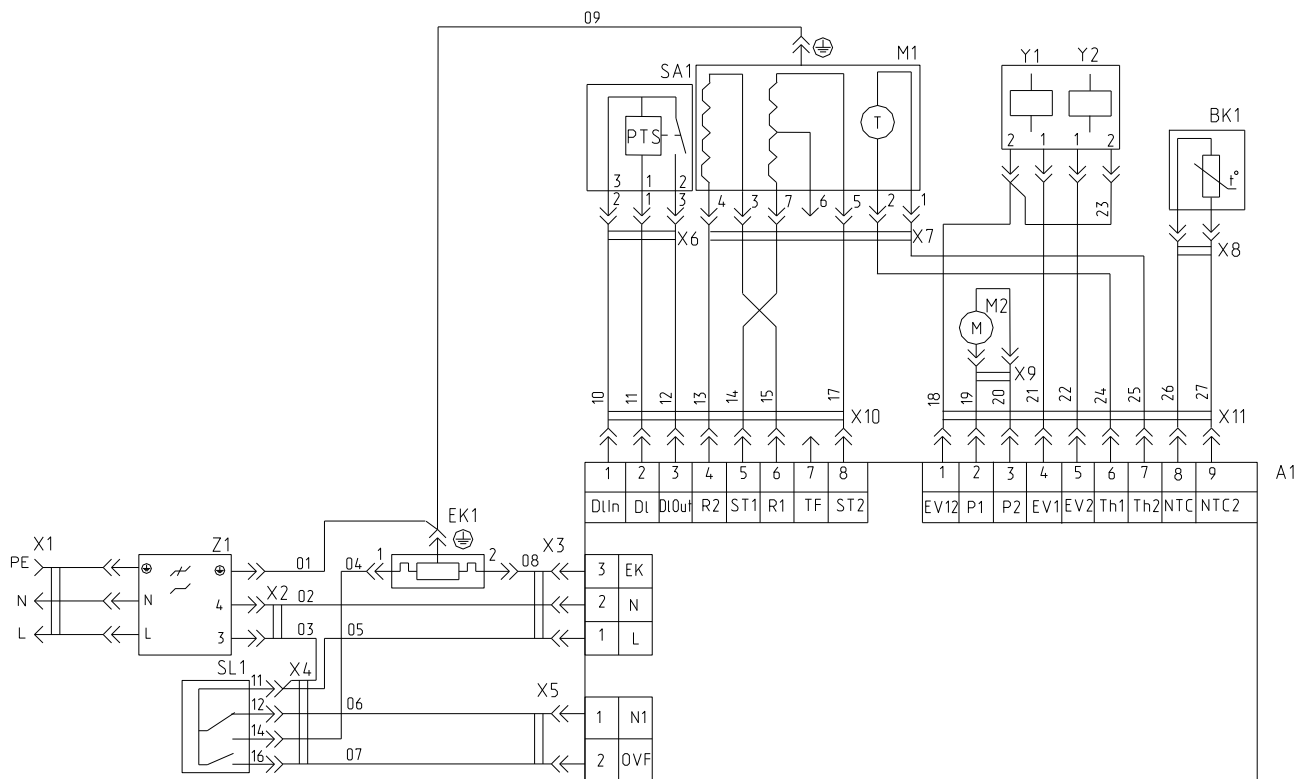 09
M1
SA1
Y1 Y2
BK1
PTS
T
t°
3 1 2
2 1 1 2
2 1 3
4 3 7 6 5 2 1
23
X6
X7
X8
M2
M
X9
10 11 12 13 14 15 17
18 19 20 21 22 24 25 26 27
X10
X11
1 2 3 4 5 6 7 8
1 2 3 4 5 6 7 8 9
A1
DlIn Dl DlOut R2 ST1 R1 TF ST2
EV12 P1 P2 EV1 EV2 Th1 Th2 NTC NTC2
EK1
X1
Z1
X3
PE
01
04
1
2
08
3 EK
N
N
4
X2
02
2 N
L
L
3
03
05
1 L
SL1
11
X4
X5
12
06
1 N1
14
16
07
2 OVF